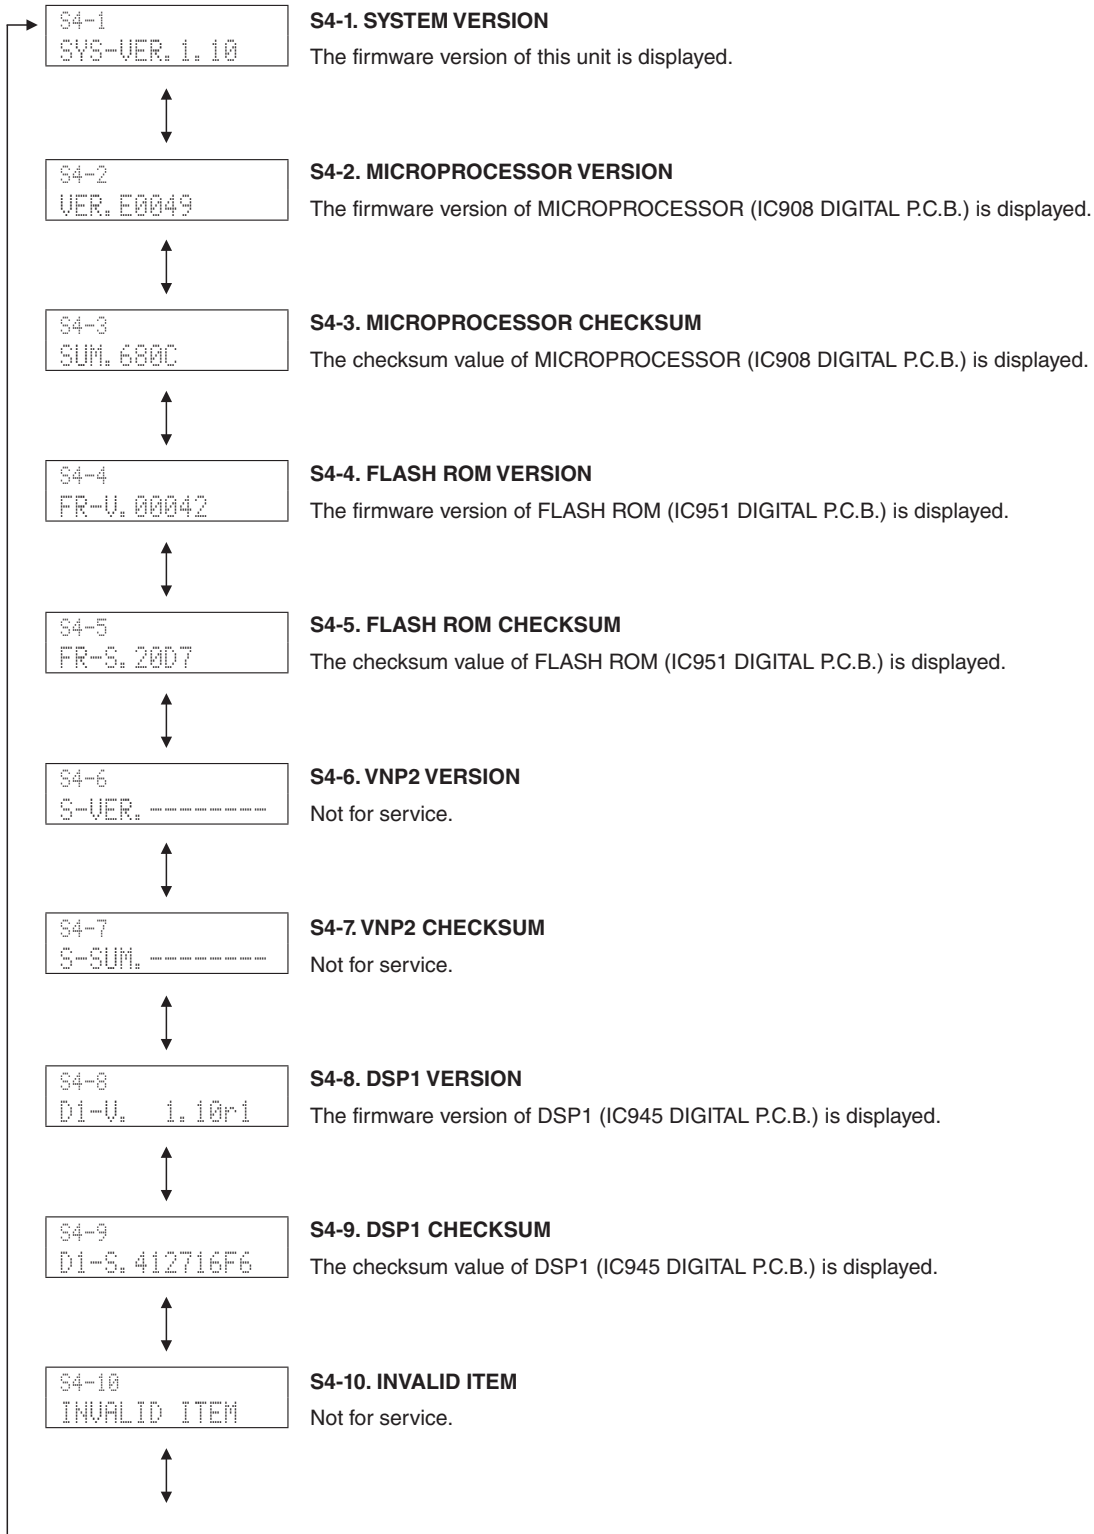 S4-1
SYS-VER.1.10
S4-1. SYSTEM VERSION
The firmware version of this unit is displayed.
S4-2
VER.E0049
S4-2. MICROPROCESSOR VERSION
The firmware version of MICROPROCESSOR (IC908 DIGITAL P.C.B.) is displayed.
S4-3
SUM.680C
S4-3. MICROPROCESSOR CHECKSUM
The checksum value of MICROPROCESSOR (IC908 DIGITAL P.C.B.) is displayed.
S4-4
FR-V.00042
S4-4. FLASH ROM VERSION
The firmware version of FLASH ROM (IC951 DIGITAL P.C.B.) is displayed.
S4-5
FR-S.20D7
S4-5. FLASH ROM CHECKSUM
The checksum value of FLASH ROM (IC951 DIGITAL P.C.B.) is displayed.
S4-6
S-VER.--------
S4-6. VNP2 VERSION
Not for service.
S4-7
S-SUM.--------
S4-7. VNP2 CHECKSUM
Not for service.
S4-8
D1-V.  1.10r1
S4-8. DSP1 VERSION
The firmware version of DSP1 (IC945 DIGITAL P.C.B.) is displayed.
S4-9
D1-S.412716F6
S4-9. DSP1 CHECKSUM
The checksum value of DSP1 (IC945 DIGITAL P.C.B.) is displayed.
S4-10
INVALID ITEM
S4-10. INVALID ITEM
Not for service.